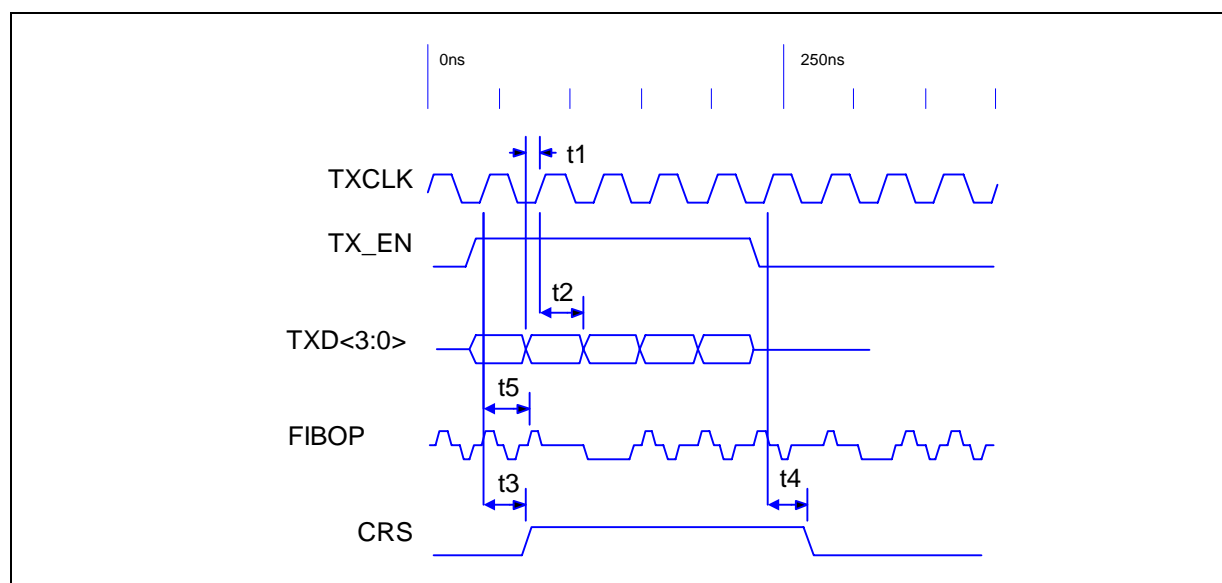 0ns 250ns
t1
TXCLK
TX_EN
t2
TXD<3:0>
t5
FIBOP
t3 t4
CRS